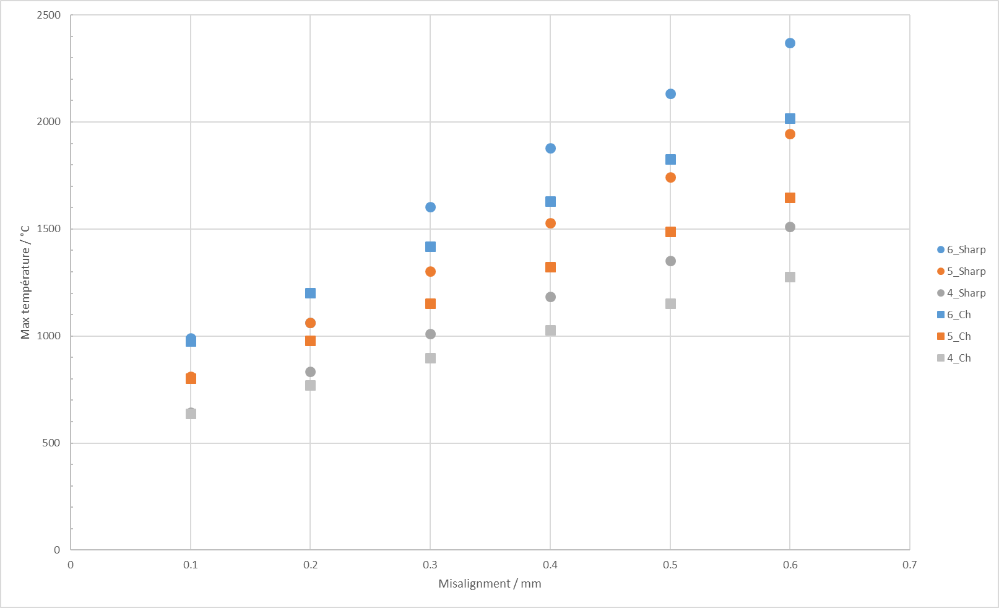 2500
2000
1500
1000
500
0
Max température / °C
0 0.1 0.2 0.3 0.4 0.5 0.6 0.7
Misalignment / mm
6_Sharp
5_Sharp
4_Sharp
6_Ch
5_Ch
4_Ch